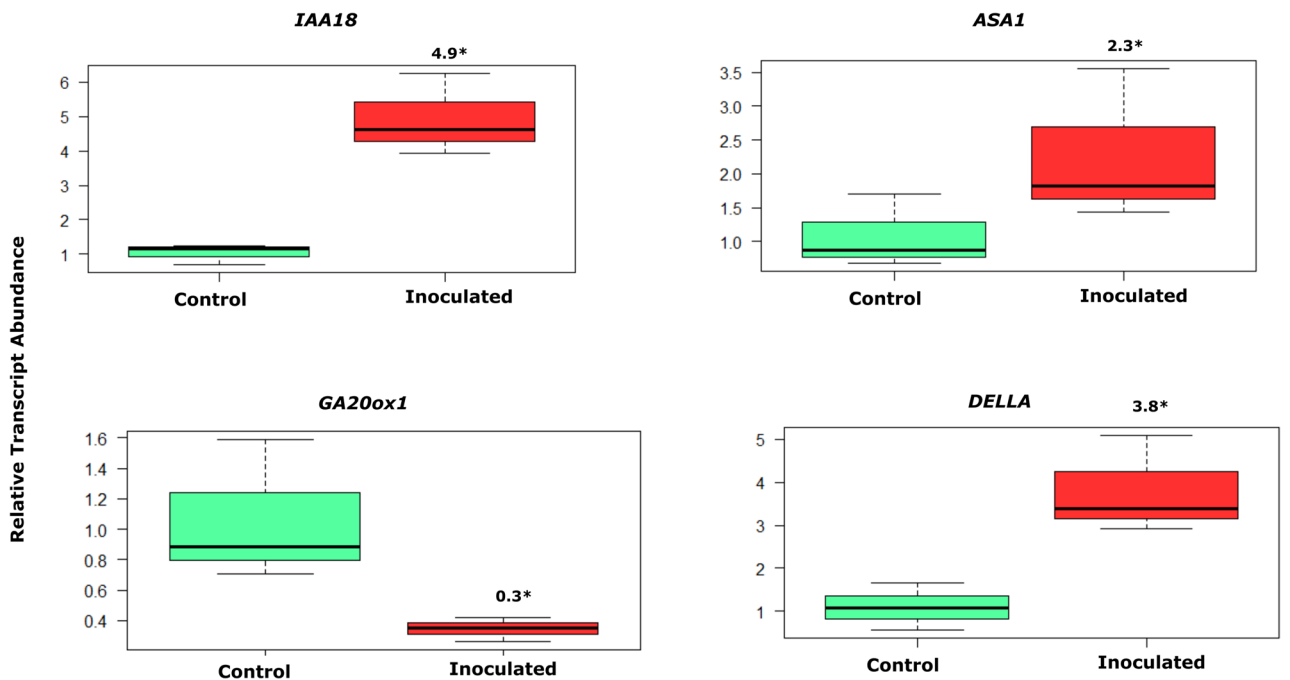 IAA18
4.9*
6
5
4
3
2
1
Control
Inoculated
ASA1
2.3*
3.5
3.0
2.5
2.0
1.5
1.0
Control
Inoculated
Relative Transcript Abundance
GA20ox1
1.6
1.4
1.2
1.0
0.8
0.6
0.4
0.3*
Control
Inoculated
DELLA
3.8*
5
4
3
2
1
Control
Inoculated